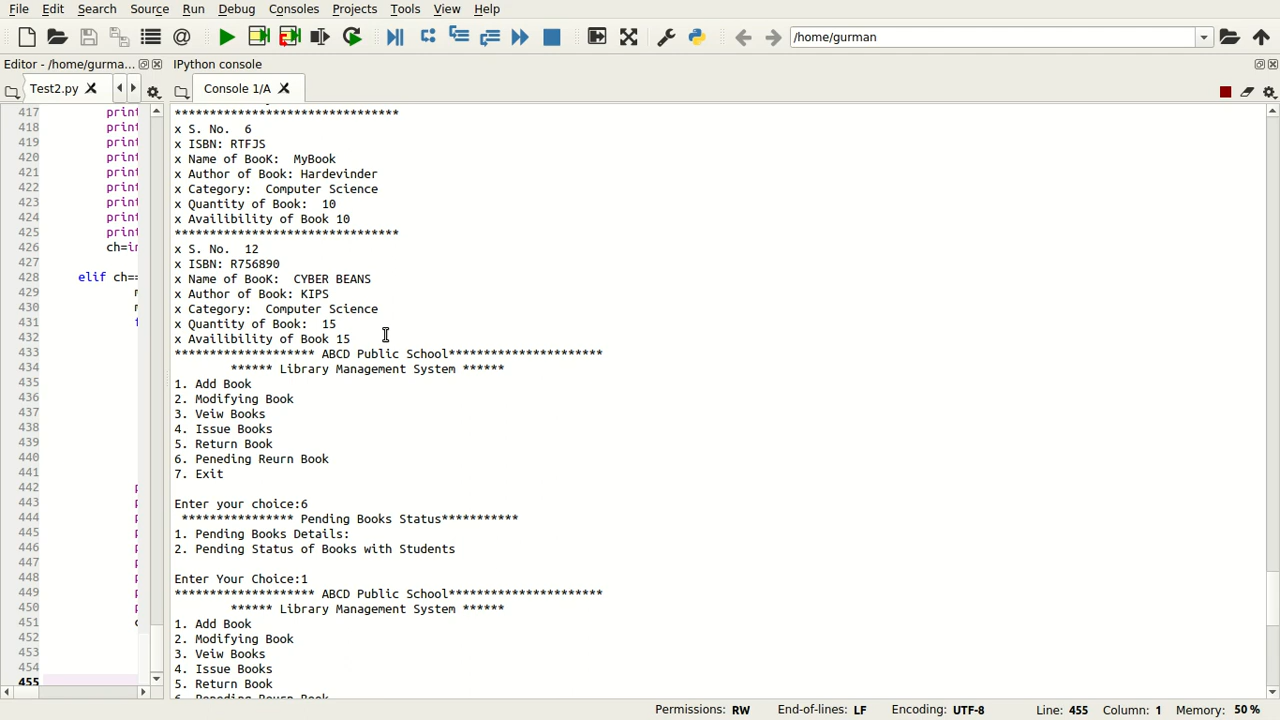 File Edit Search Source Run Debug Consoles Projects Tools View Help
/home/gurman
Editor - /home/gurma... IPython console
Test2.py Console 1/A
417 print
418 print
419 print
420 print
421 print
422 print
423 print
424 print
425 print
426 ch=in
427
428 elif ch==
429
430
431
432
433
434
435
436
437
438
439
440
441
442
443
444
445
446
447
448
449
450
451
452
453
454
455
********************************
x S. No.  6
x ISBN: RTFJS
x Name of BooK:  MyBook
x Author of Book: Hardevinder
x Category:  Computer Science
x Quantity of Book:  10
x Availibility of Book 10
********************************
x S. No.  12
x ISBN: R756890
x Name of BooK:  CYBER BEANS
x Author of Book: KIPS
x Category:  Computer Science
x Quantity of Book:  15
x Availibility of Book 15
******************** ABCD Public School**********************
****** Library Management System ******
1. Add Book
2. Modifying Book
3. Veiw Books
4. Issue Books
5. Return Book
6. Peneding Reurn Book
7. Exit
Enter your choice:6
**************** Pending Books Status***********
1. Pending Books Details:
2. Pending Status of Books with Students
Enter Your Choice:1
******************** ABCD Public School**********************
****** Library Management System ******
1. Add Book
2. Modifying Book
3. Veiw Books
4. Issue Books
5. Return Book
6. Peneding Reurn Book
Permissions: RW End-of-lines: LF Encoding: UTF-8 Line: 455 Column: 1 Memory: 50 %